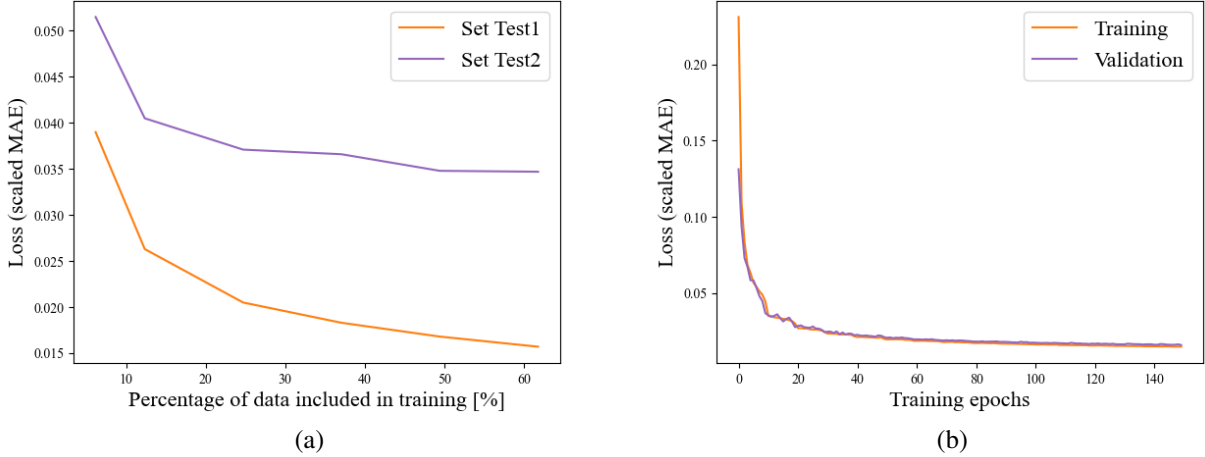 0.050
0.045
0.040
0.035
0.030
0.025
0.020
0.015
Loss (scaled MAE)
Set Test1
Set Test2
10 20 30 40 50 60
Percentage of data included in training [%]
(a)
0.20
0.15
0.10
0.05
Loss (scaled MAE)
Training
Validation
0 20 40 60 80 100 120 140
Training epochs
(b)